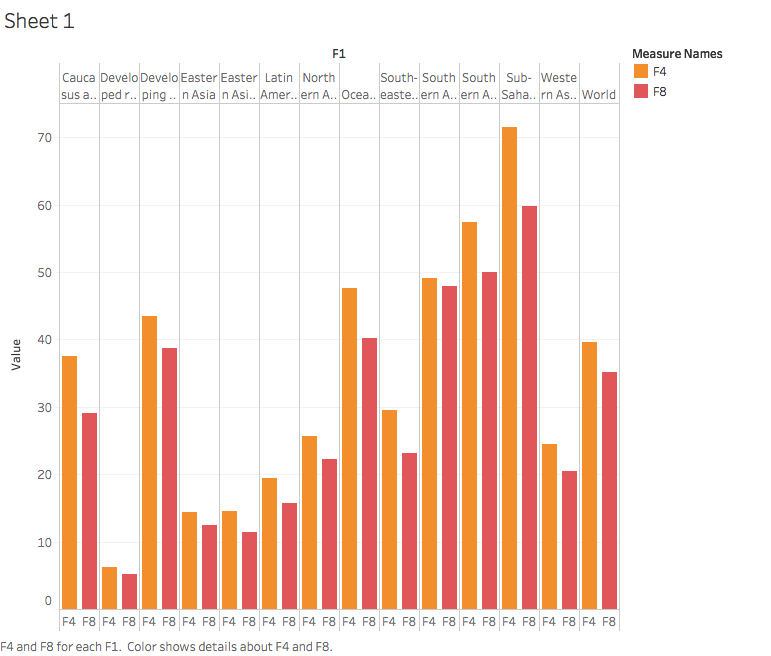 Sheet 1
F1
Cauca
sus a..
Develo
ped r..
Develo
ping ..
Easter
n Asia
Easter
n Asi..
Latin
Amer..
North
ern A..
Ocea..
South-
easte..
South
ern A..
South
ern A..
Sub-
Saha..
Weste
rn As..
World
Measure Names
F4
F8
Value
70
60
50
40
30
20
10
0
F4 F8 F4 F8 F4 F8 F4 F8 F4 F8 F4 F8 F4 F8 F4 F8 F4 F8 F4 F8 F4 F8 F4 F8 F4 F8 F4 F8
F4 and F8 for each F1. Color shows details about F4 and F8.